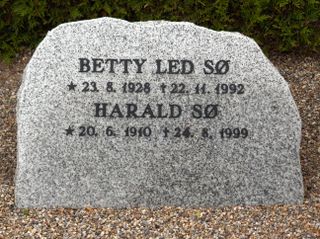 BETTY LED SØ
★ 23. 8. 1928 † 22. 11. 1992
HARALD SØ
★ 20. 6. 1910 † 24. 8. 1999